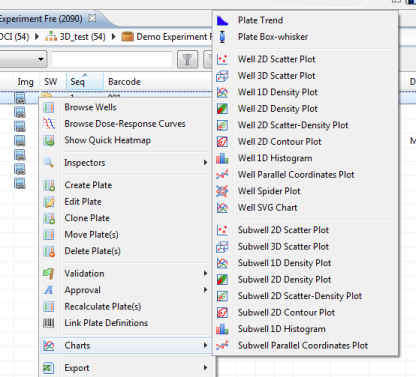 Experiment Fre (2090)
OCI (54)
3D_test (54)
Demo Experiment F
Img
SW
Seq
Barcode
D
1
001
M
Browse Wells
Browse Dose-Response Curves
Show Quick Heatmap
Inspectors
Create Plate
Edit Plate
Clone Plate
Move Plate(s)
Delete Plate(s)
Validation
Approval
Recalculate Plate(s)
Link Plate Definitions
Charts
Export
Plate Trend
Plate Box-whisker
Well 2D Scatter Plot
Well 3D Scatter Plot
Well 1D Density Plot
Well 2D Density Plot
Well 2D Scatter-Density Plot
Well 2D Contour Plot
Well 1D Histogram
Well Parallel Coordinates Plot
Well Spider Plot
Well SVG Chart
Subwell 2D Scatter Plot
Subwell 3D Scatter Plot
Subwell 1D Density Plot
Subwell 2D Density Plot
Subwell 2D Scatter-Density Plot
Subwell 2D Contour Plot
Subwell 1D Histogram
Subwell Parallel Coordinates Plot